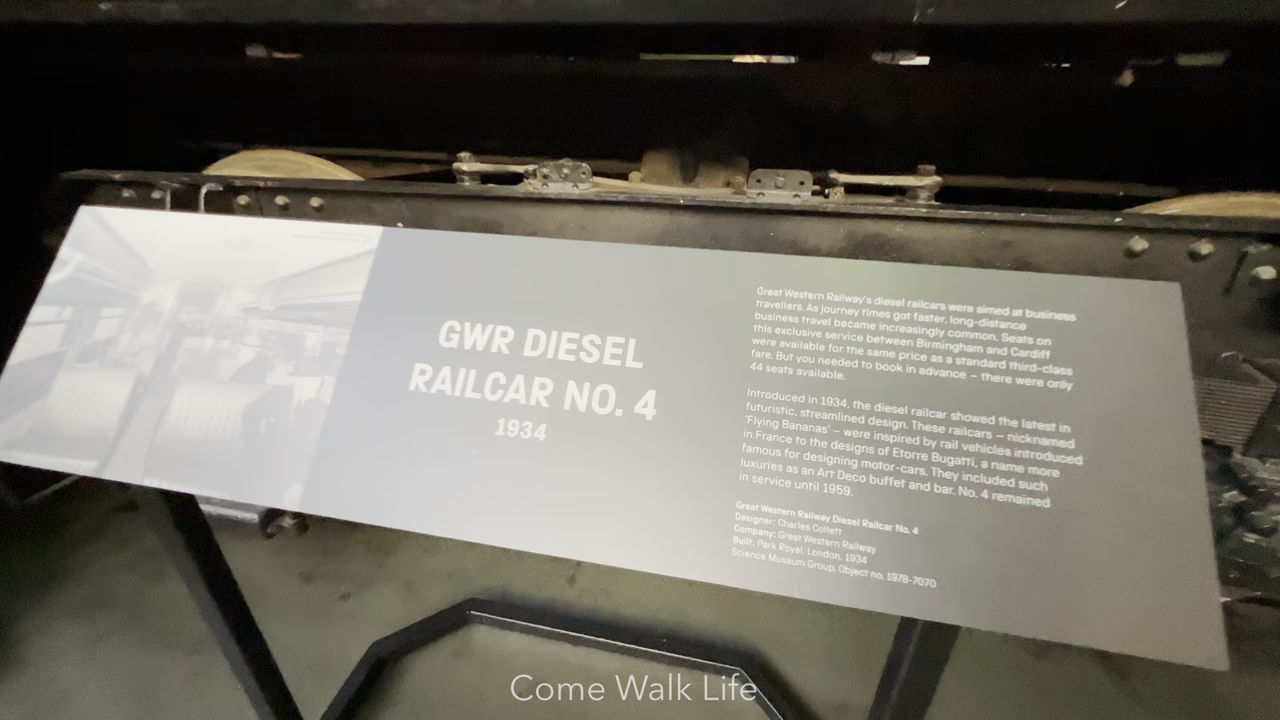 GWR DIESEL
RAILCAR NO. 4
1934
Great Western Railway's diesel railcars were aimed at business
travellers. As journey times got faster, long-distance
business travel became increasingly common. Seats on
this exclusive service between Birmingham and Cardiff
were available for the same price as a standard third-class
fare. But you needed to book in advance – there were only
44 seats available.
Introduced in 1934, the diesel railcar showed the latest in
futuristic, streamlined design. These railcars – nicknamed
'Flying Bananas' – were inspired by rail vehicles introduced
in France to the designs of Etorre Bugatti, a name more
famous for designing motor-cars. They included such
luxuries as an Art Deco buffet and bar. No. 4 remained
in service until 1959.
Great Western Railway Diesel Railcar No. 4
Designer: Charles Collett
Company: Great Western Railway
Built: Park Royal, London, 1934
Science Museum Group. Object no. 1978-7070
Come Walk Life